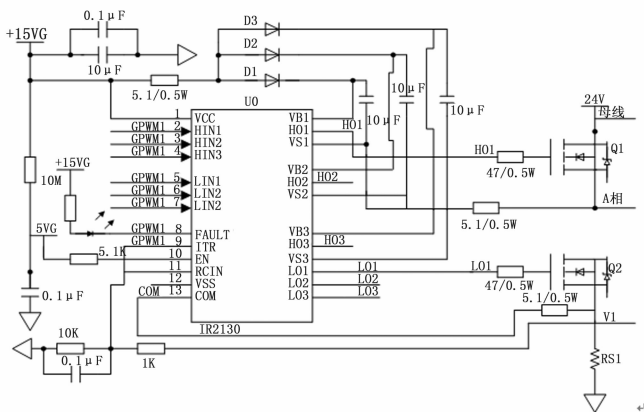 0.1μF
+15VG
10μF
D3
D2
D1
5.1/0.5W
10μF
10μF
10μF
U0
24V
母线
1 VCC VB1
GPWM1 2 HIN1 HO1 HO1
GPWM1 3 HIN2 VS1
GPWM1 4 HIN3
HO1 47/0.5W Q1
10M
+15VG
VB2
GPWM1 5 LIN1 HO2 HO2
GPWM1 6 LIN2 VS2
GPWM1 7 LIN2
A相
5.1/0.5W
5VG
GPWM1 8 FAULT VB3
GPWM1 9 ITR HO3 HO3
5.1K
10 EN VS3
11 RCIN LO1 LO1
12 VSS LO2 LO2
COM 13 COM LO3 LO3
LO1 47/0.5W Q2
5.1/0.5W
0.1μF
IR2130
V1
10K
0.1μF
1K
RS1